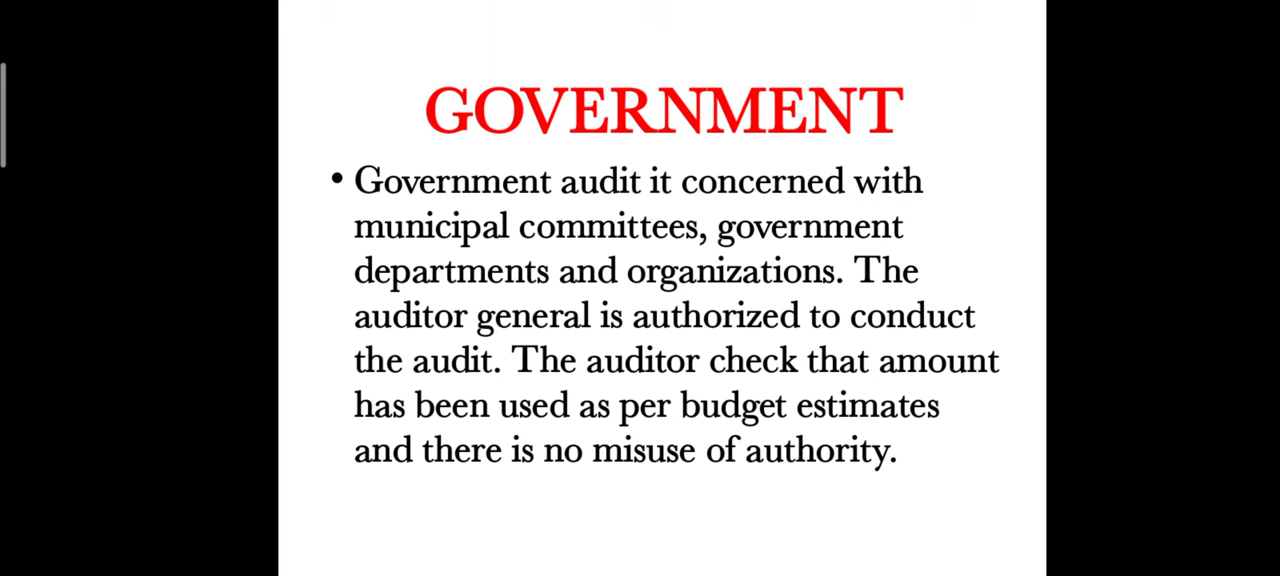 GOVERNMENT
• Government audit it concerned with
municipal committees, government
departments and organizations. The
auditor general is authorized to conduct
the audit. The auditor check that amount
has been used as per budget estimates
and there is no misuse of authority.